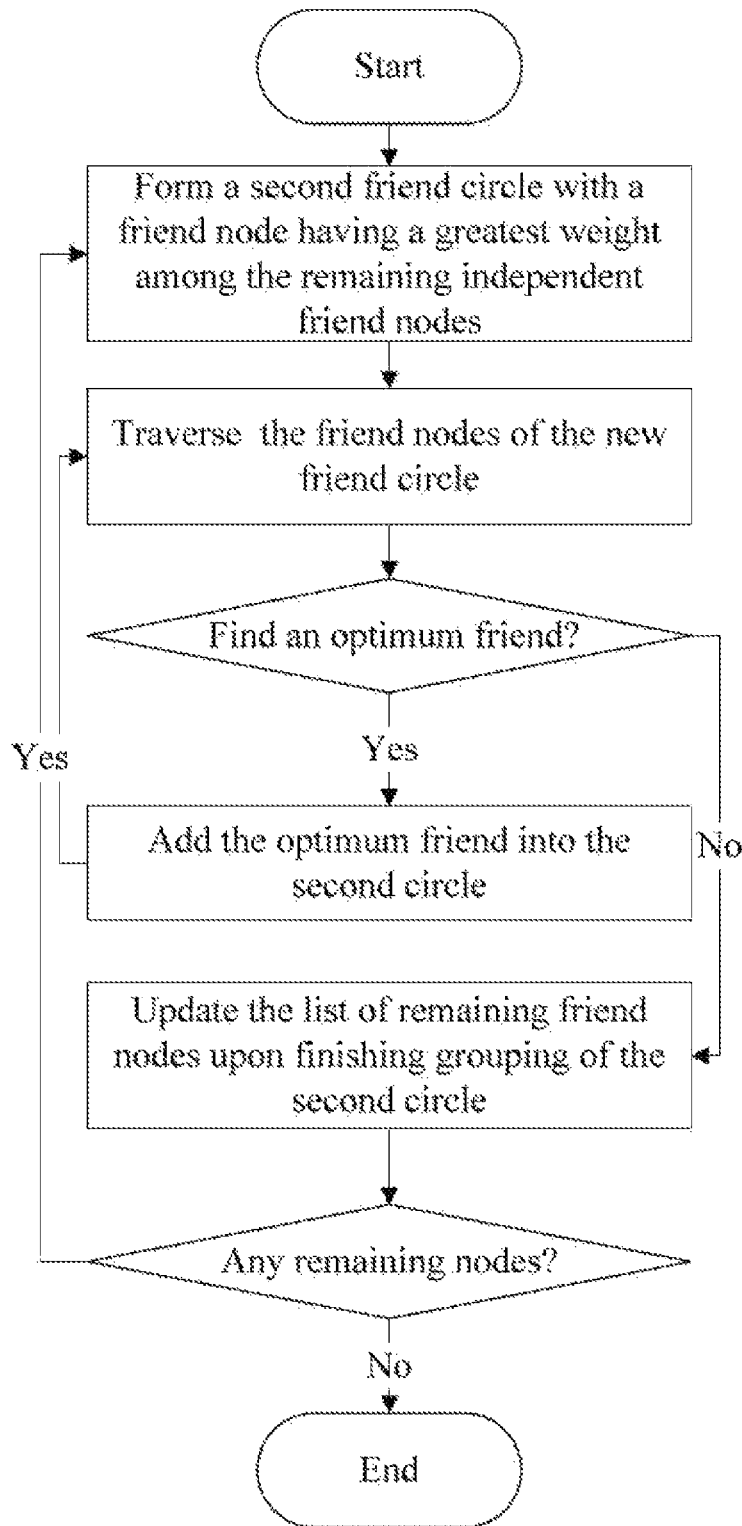 Start
Form a second friend circle with a
friend node having a greatest weight
among the remaining independent
friend nodes
Traverse the friend nodes of the new
friend circle
Find an optimum friend?
Yes
Yes
Add the optimum friend into the
second circle
No
Update the list of remaining friend
nodes upon finishing grouping of the
second circle
Any remaining nodes?
No
End